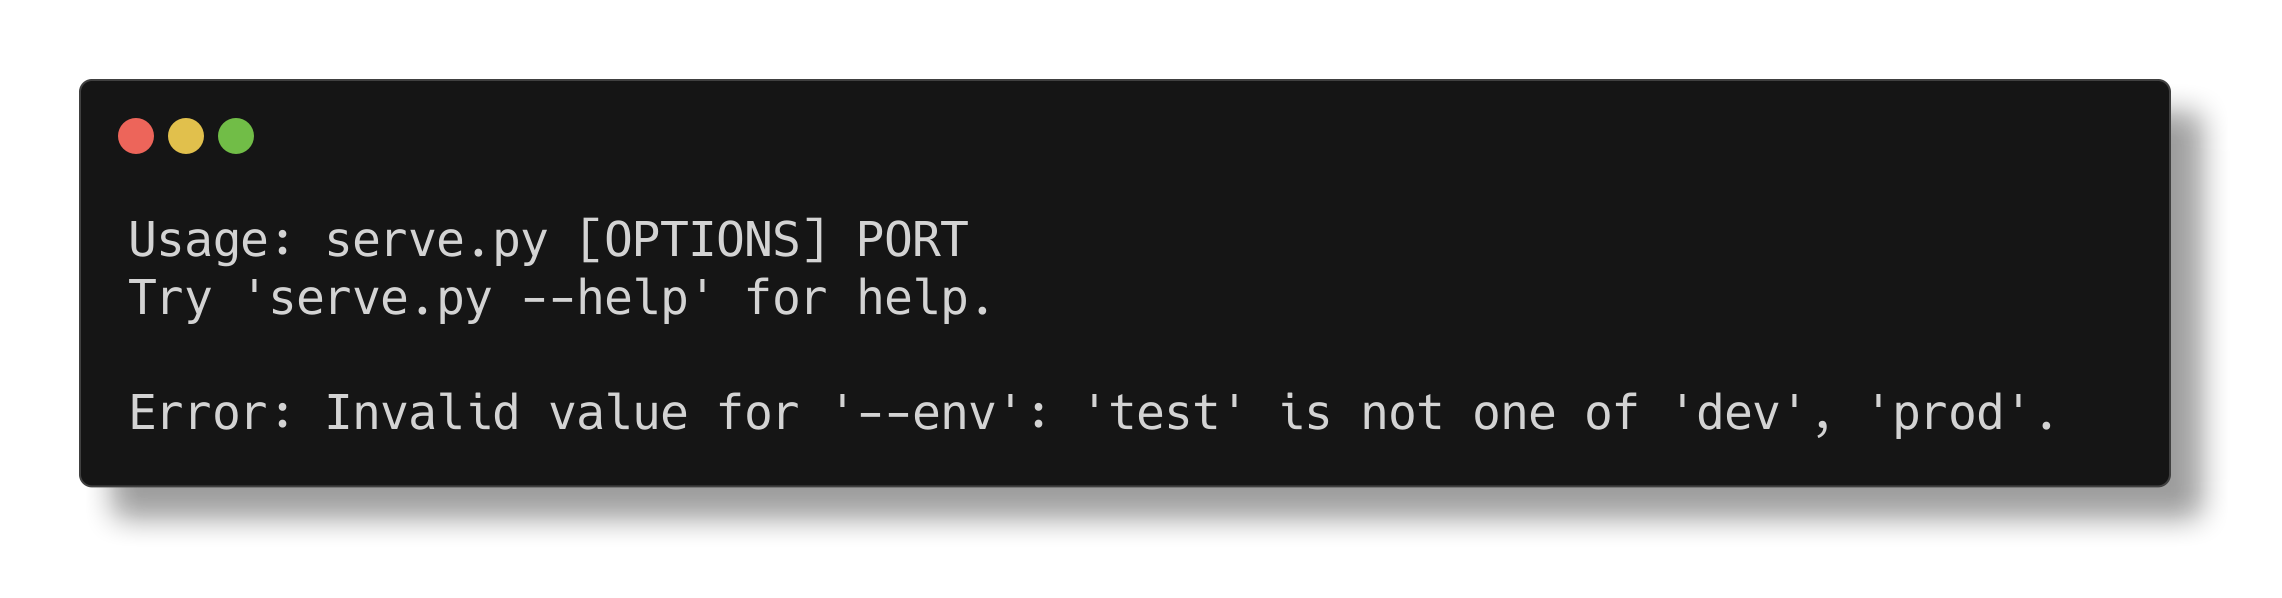 Usage: serve.py [OPTIONS] PORT
Try 'serve.py --help' for help.

Error: Invalid value for '--env': 'test' is not one of 'dev', 'prod'.